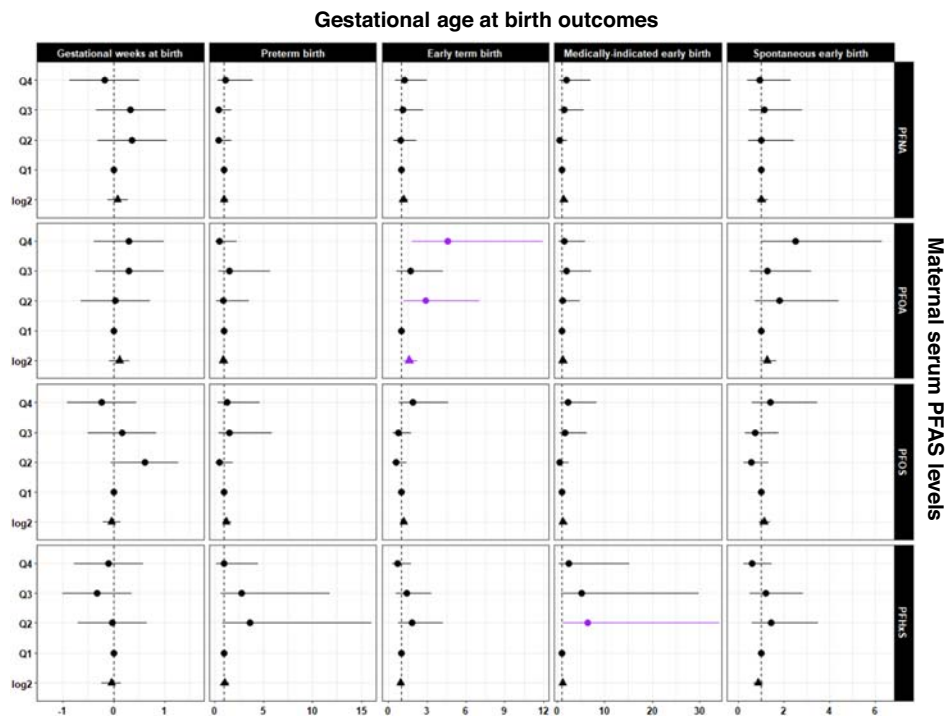 Gestational age at birth outcomes
Gestational weeks at birth Preterm birth Early term birth Medically-indicated early birth Spontaneous early birth
Q4
Q3
Q2
Q1
log2
PFNA
Q4
Q3
Q2
Q1
log2
PFOA
Q4
Q3
Q2
Q1
log2
PFOS
Q4
Q3
Q2
Q1
log2
PFHxS
Maternal serum PFAS levels
-1 0 1 0 5 10 15 0 3 6 9 12 0 10 20 30 0 2 4 6